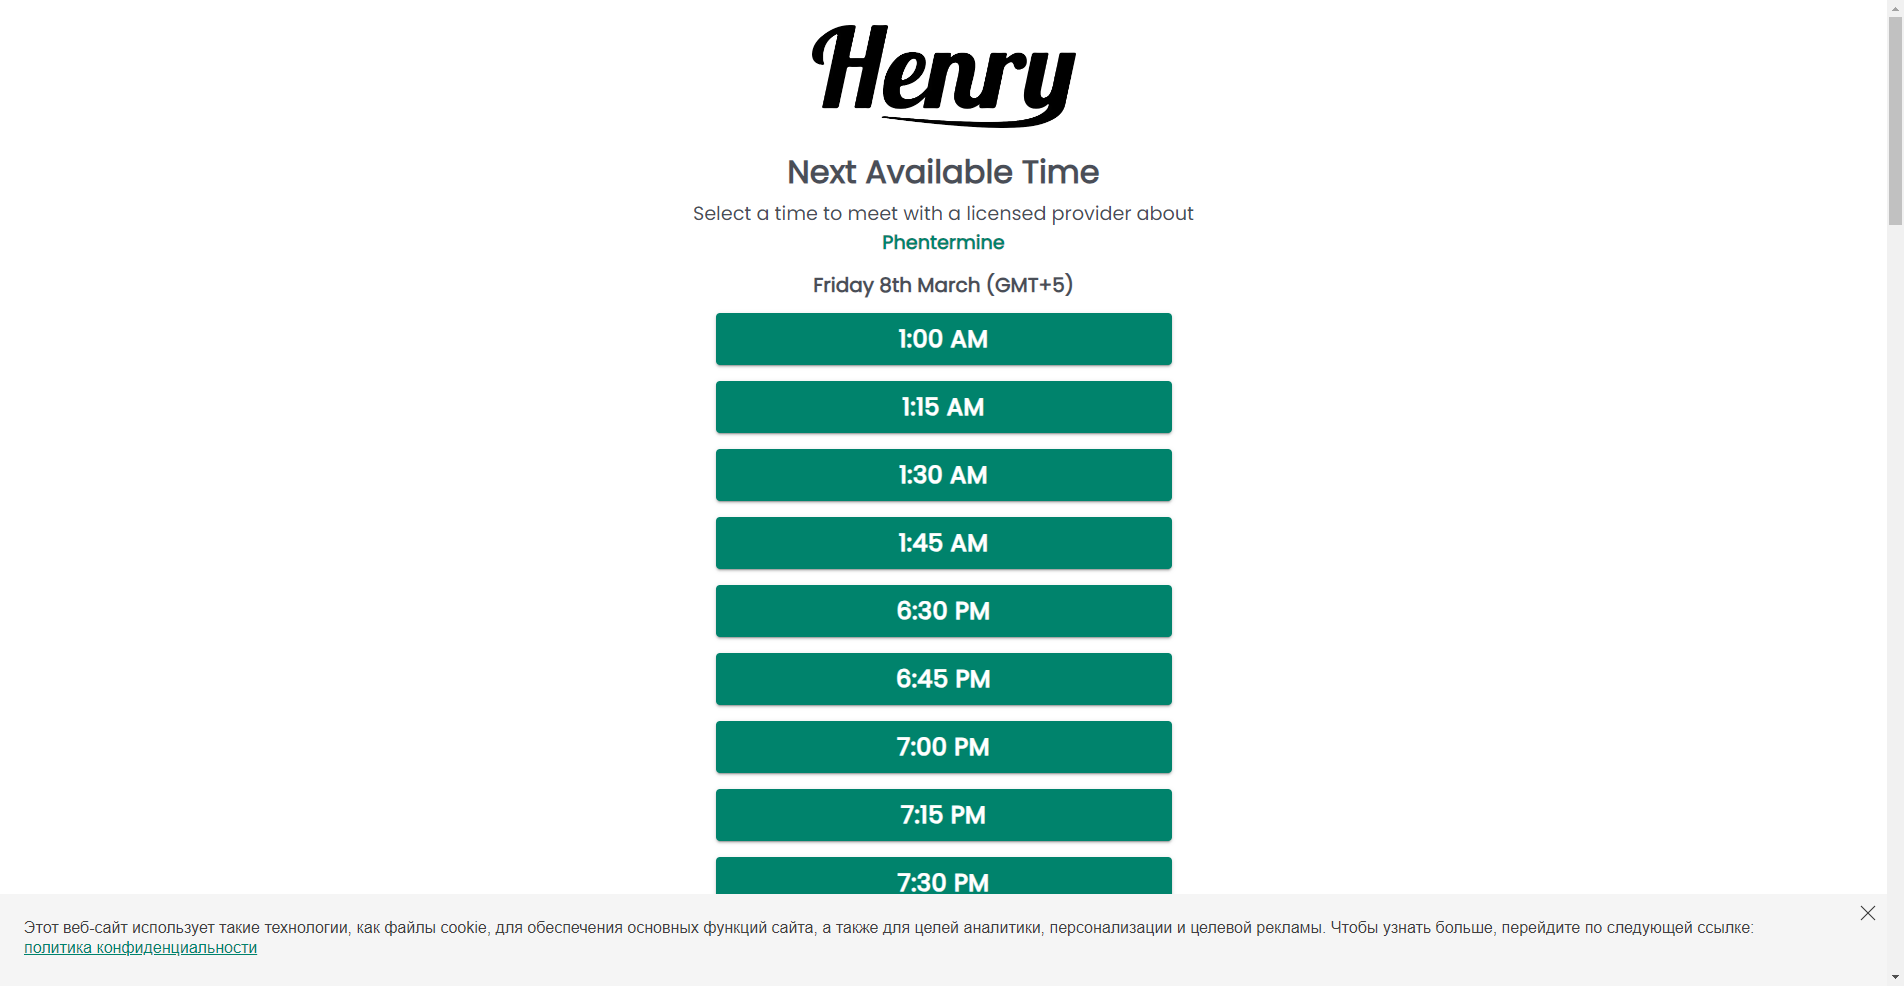 Henry
Next Available Time
Select a time to meet with a licensed provider about
Phentermine
Friday 8th March (GMT+5)
1:00 AM
1:15 AM
1:30 AM
1:45 AM
6:30 PM
6:45 PM
7:00 PM
7:15 PM
7:30 PM
Этот веб-сайт использует такие технологии, как файлы cookie, для обеспечения основных функций сайта, а также для целей аналитики, персонализации и целевой рекламы. Чтобы узнать больше, перейдите по следующей ссылке:
политика конфиденциальности